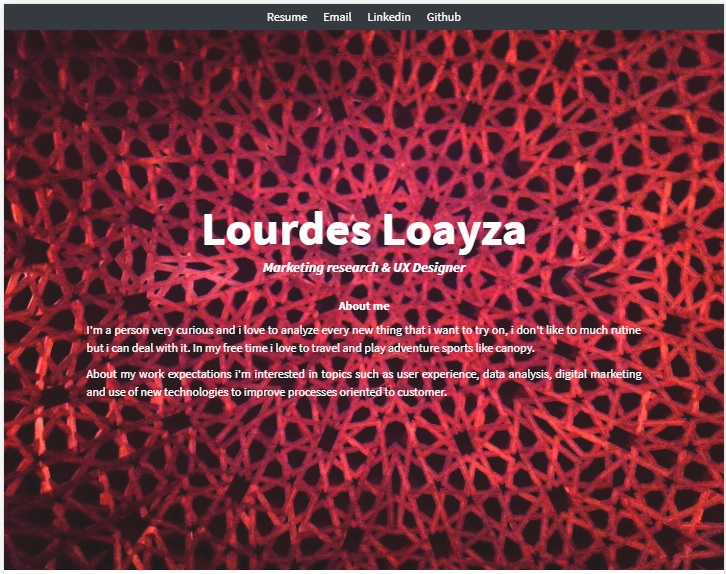 Resume Email Linkedin Github
Lourdes Loayza
Marketing research & UX Designer
About me
I'm a person very curious and i love to analyze every new thing that i want to try on, i don't like to much rutine
but i can deal with it. In my free time i love to travel and play adventure sports like canopy.
About my work expectations i'm interested in topics such as user experience, data analysis, digital marketing
and use of new technologies to improve processes oriented to customer.